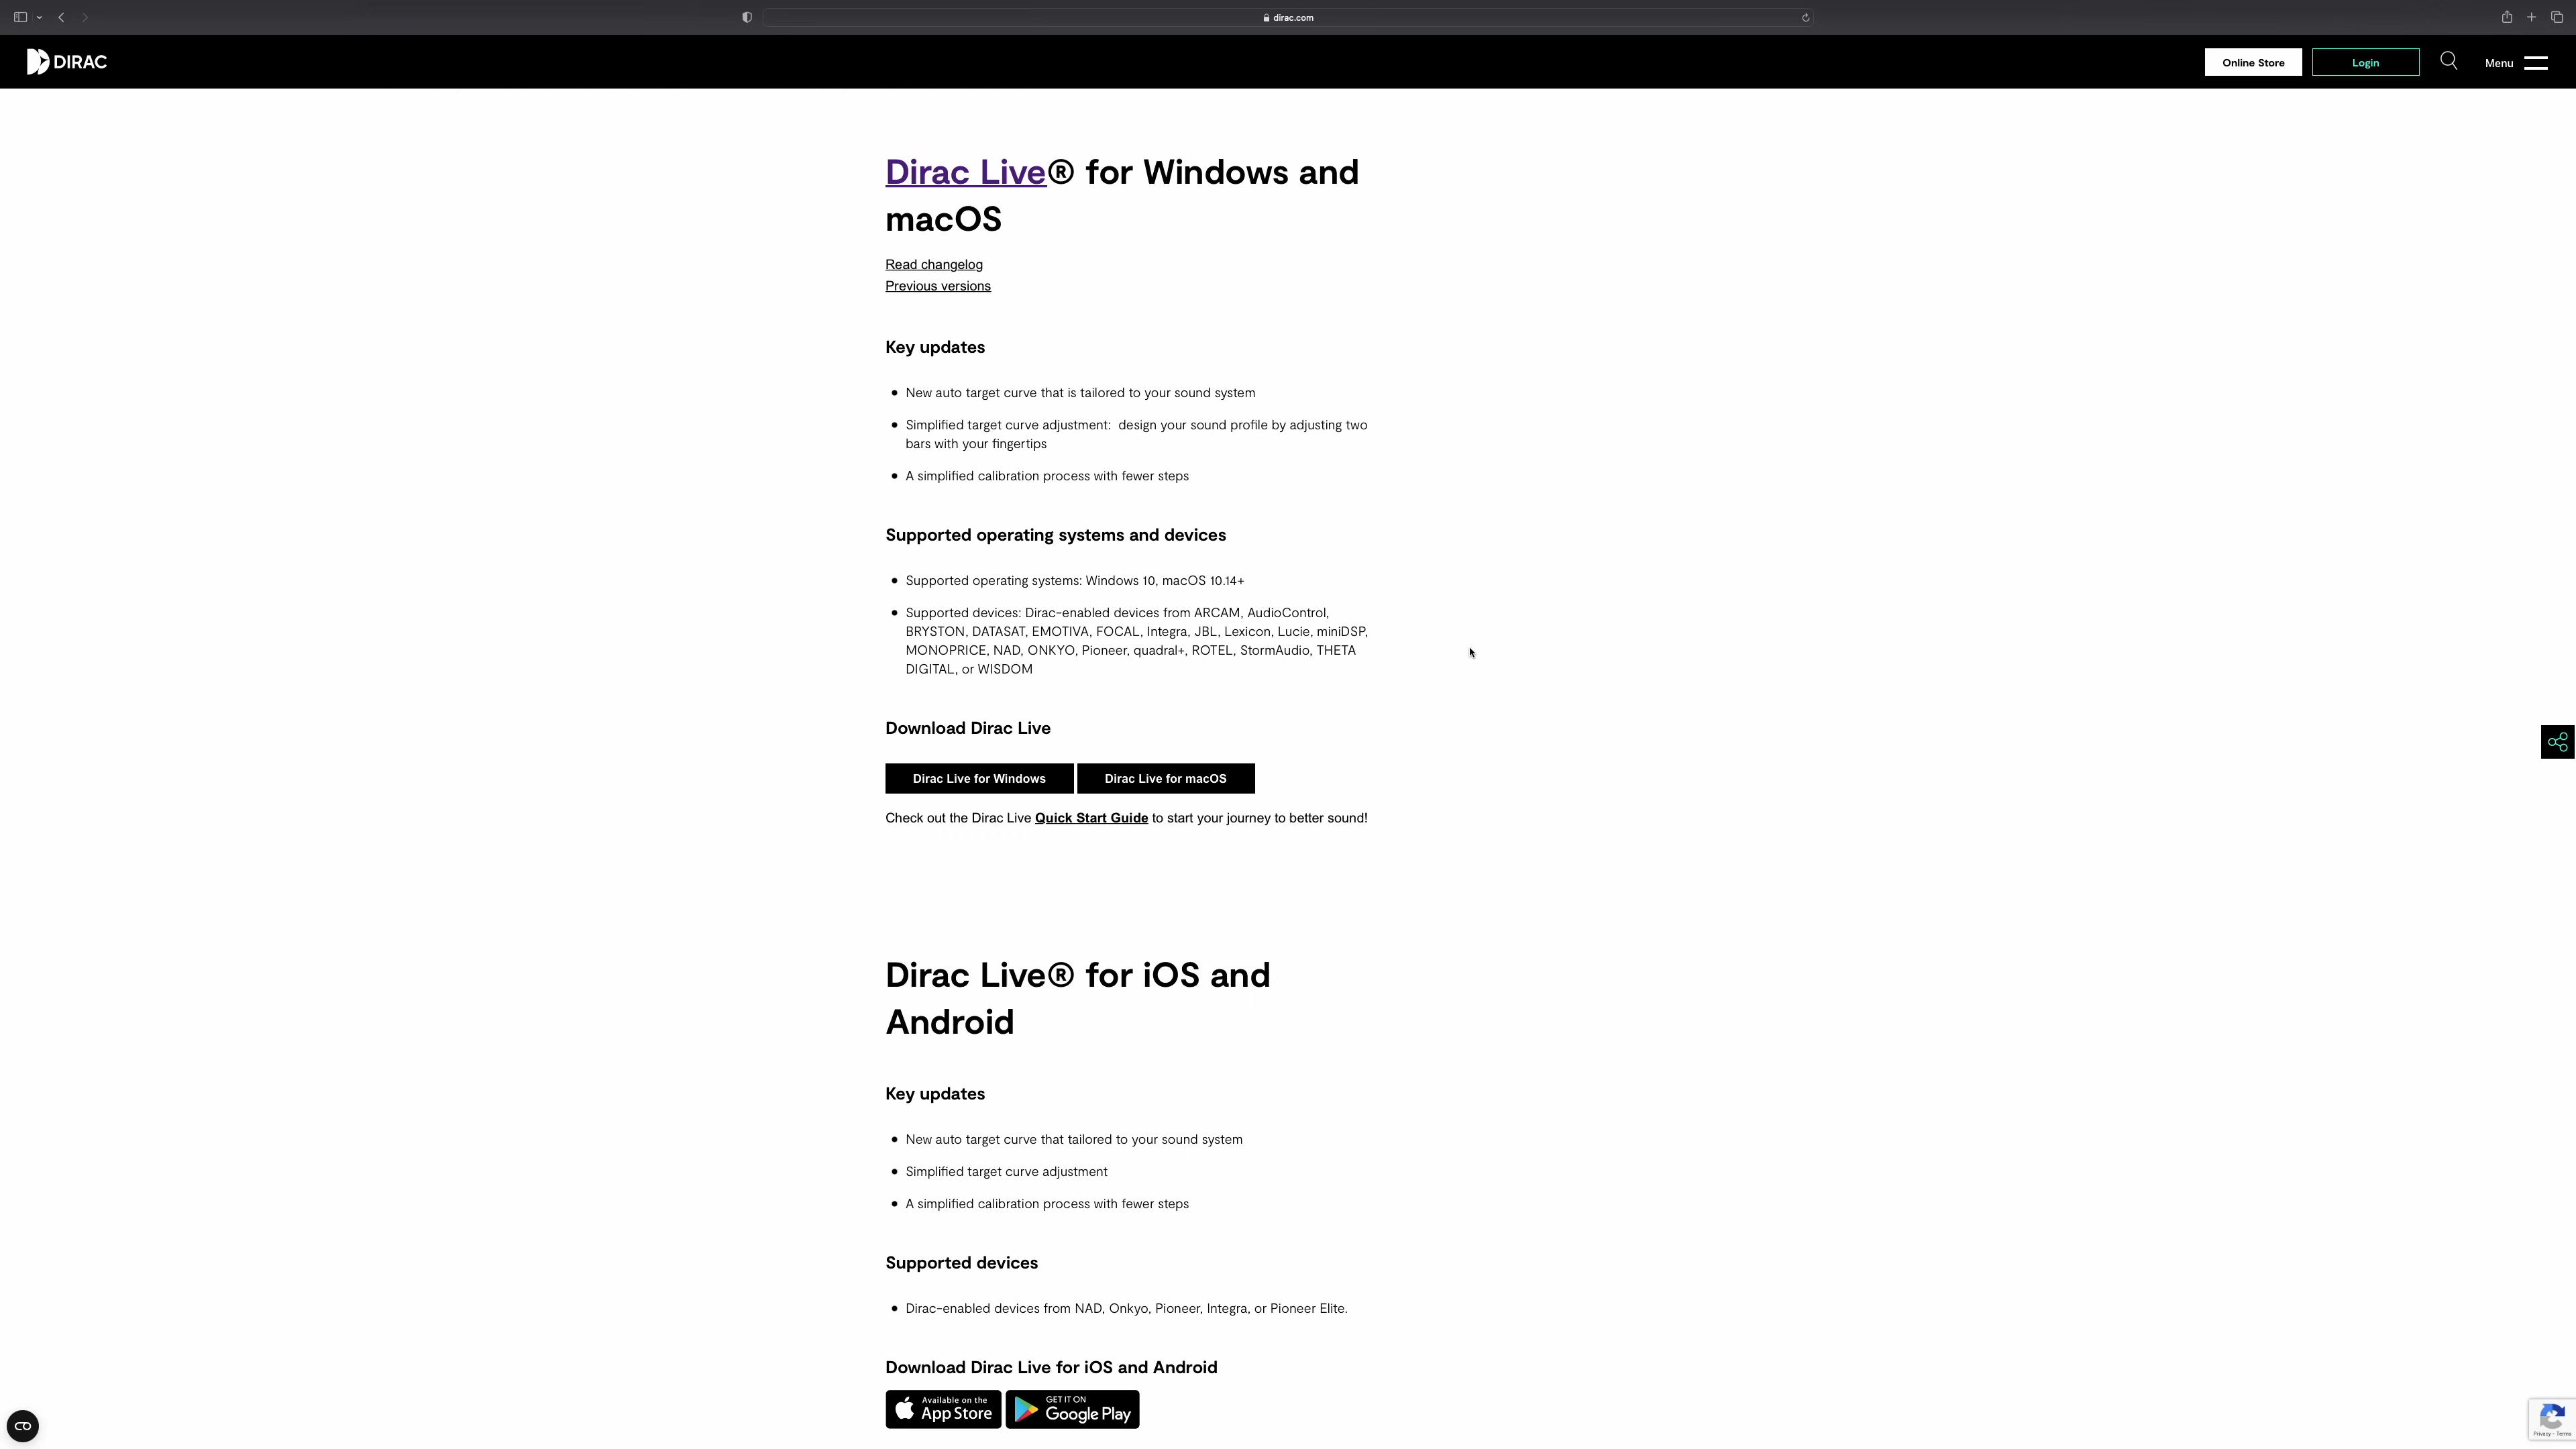 dirac.com
DIRAC
Online Store
Login
Menu
Dirac Live® for Windows and
macOS
Read changelog
Previous versions
Key updates
New auto target curve that is tailored to your sound system
Simplified target curve adjustment:  design your sound profile by adjusting two
bars with your fingertips
A simplified calibration process with fewer steps
Supported operating systems and devices
Supported operating systems: Windows 10, macOS 10.14+
Supported devices: Dirac-enabled devices from ARCAM, AudioControl,
BRYSTON, DATASAT, EMOTIVA, FOCAL, Integra, JBL, Lexicon, Lucie, miniDSP,
MONOPRICE, NAD, ONKYO, Pioneer, quadral+, ROTEL, StormAudio, THETA
DIGITAL, or WISDOM
Download Dirac Live
Dirac Live for Windows
Dirac Live for macOS
Check out the Dirac Live Quick Start Guide to start your journey to better sound!
Dirac Live® for iOS and
Android
Key updates
New auto target curve that tailored to your sound system
Simplified target curve adjustment
A simplified calibration process with fewer steps
Supported devices
Dirac-enabled devices from NAD, Onkyo, Pioneer, Integra, or Pioneer Elite.
Download Dirac Live for iOS and Android
Available on the
App Store
GET IT ON
Google Play
Privacy - Terms